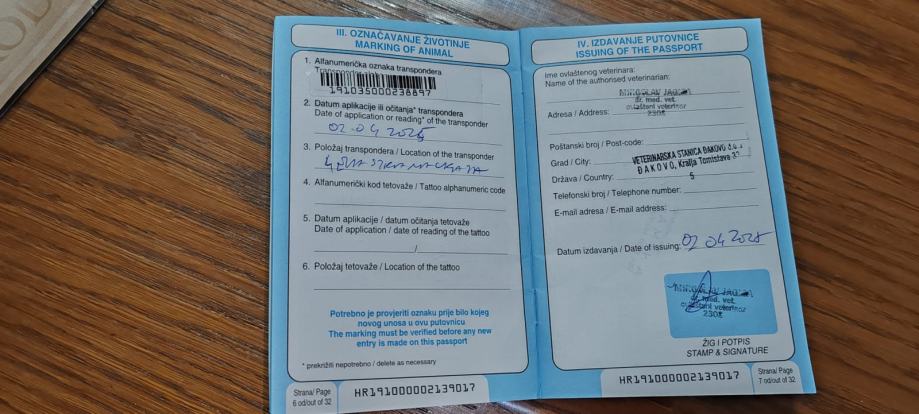 III. OZNAČAVANJE ŽIVOTINJE
MARKING OF ANIMAL
1. Alfanumerička oznaka transpondera
191035000238897
2. Datum aplikacije ili očitanja* transpondera
Date of application or reading* of the transponder
02.04.2025
3. Položaj transpondera / Location of the transponder
4. Alfanumerički kod tetovaže / Tattoo alphanumeric code
5. Datum aplikacije / datum očitanja tetovaže
Date of application / date of reading of the tattoo
/
6. Položaj tetovaže / Location of the tattoo
Potrebno je provjeriti oznaku prije bilo kojeg
novog unosa u ovu putovnicu
The marking must be verified before any new
entry is made on this passport
* prekrižiti nepotrebno / delete as necessary
Strana/ Page
6 od/out of 32
HR191000002139017
IV. IZDAVANJE PUTOVNICE
ISSUING OF THE PASSPORT
Ime ovlaštenog veterinara:
Name of the authorised veterinarian:
dr. med. vet.
ovlašteni veterinar
Adresa / Address:
Poštanski broj / Post-code:
VETERINARSKA STANICA ĐAKOVO d.o.o.
Grad / City:
ĐAKOVO, Kralja Tomislava
Država / Country:
5
Telefonski broj / Telephone number:
E-mail adresa / E-mail address:
Datum izdavanja / Date of issuing: 02 04 2025
dr. med. vet.
ovlašteni veterinar
ŽIG I POTPIS
STAMP & SIGNATURE
HR191000002139017
Strana/ Page
7 od/out of 32